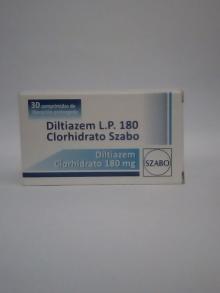 30 comprimidos de
liberación prolongada
Diltiazem L.P. 180
Clorhidrato Szabo
Diltiazem
Clorhidrato 180 mg
SZABO